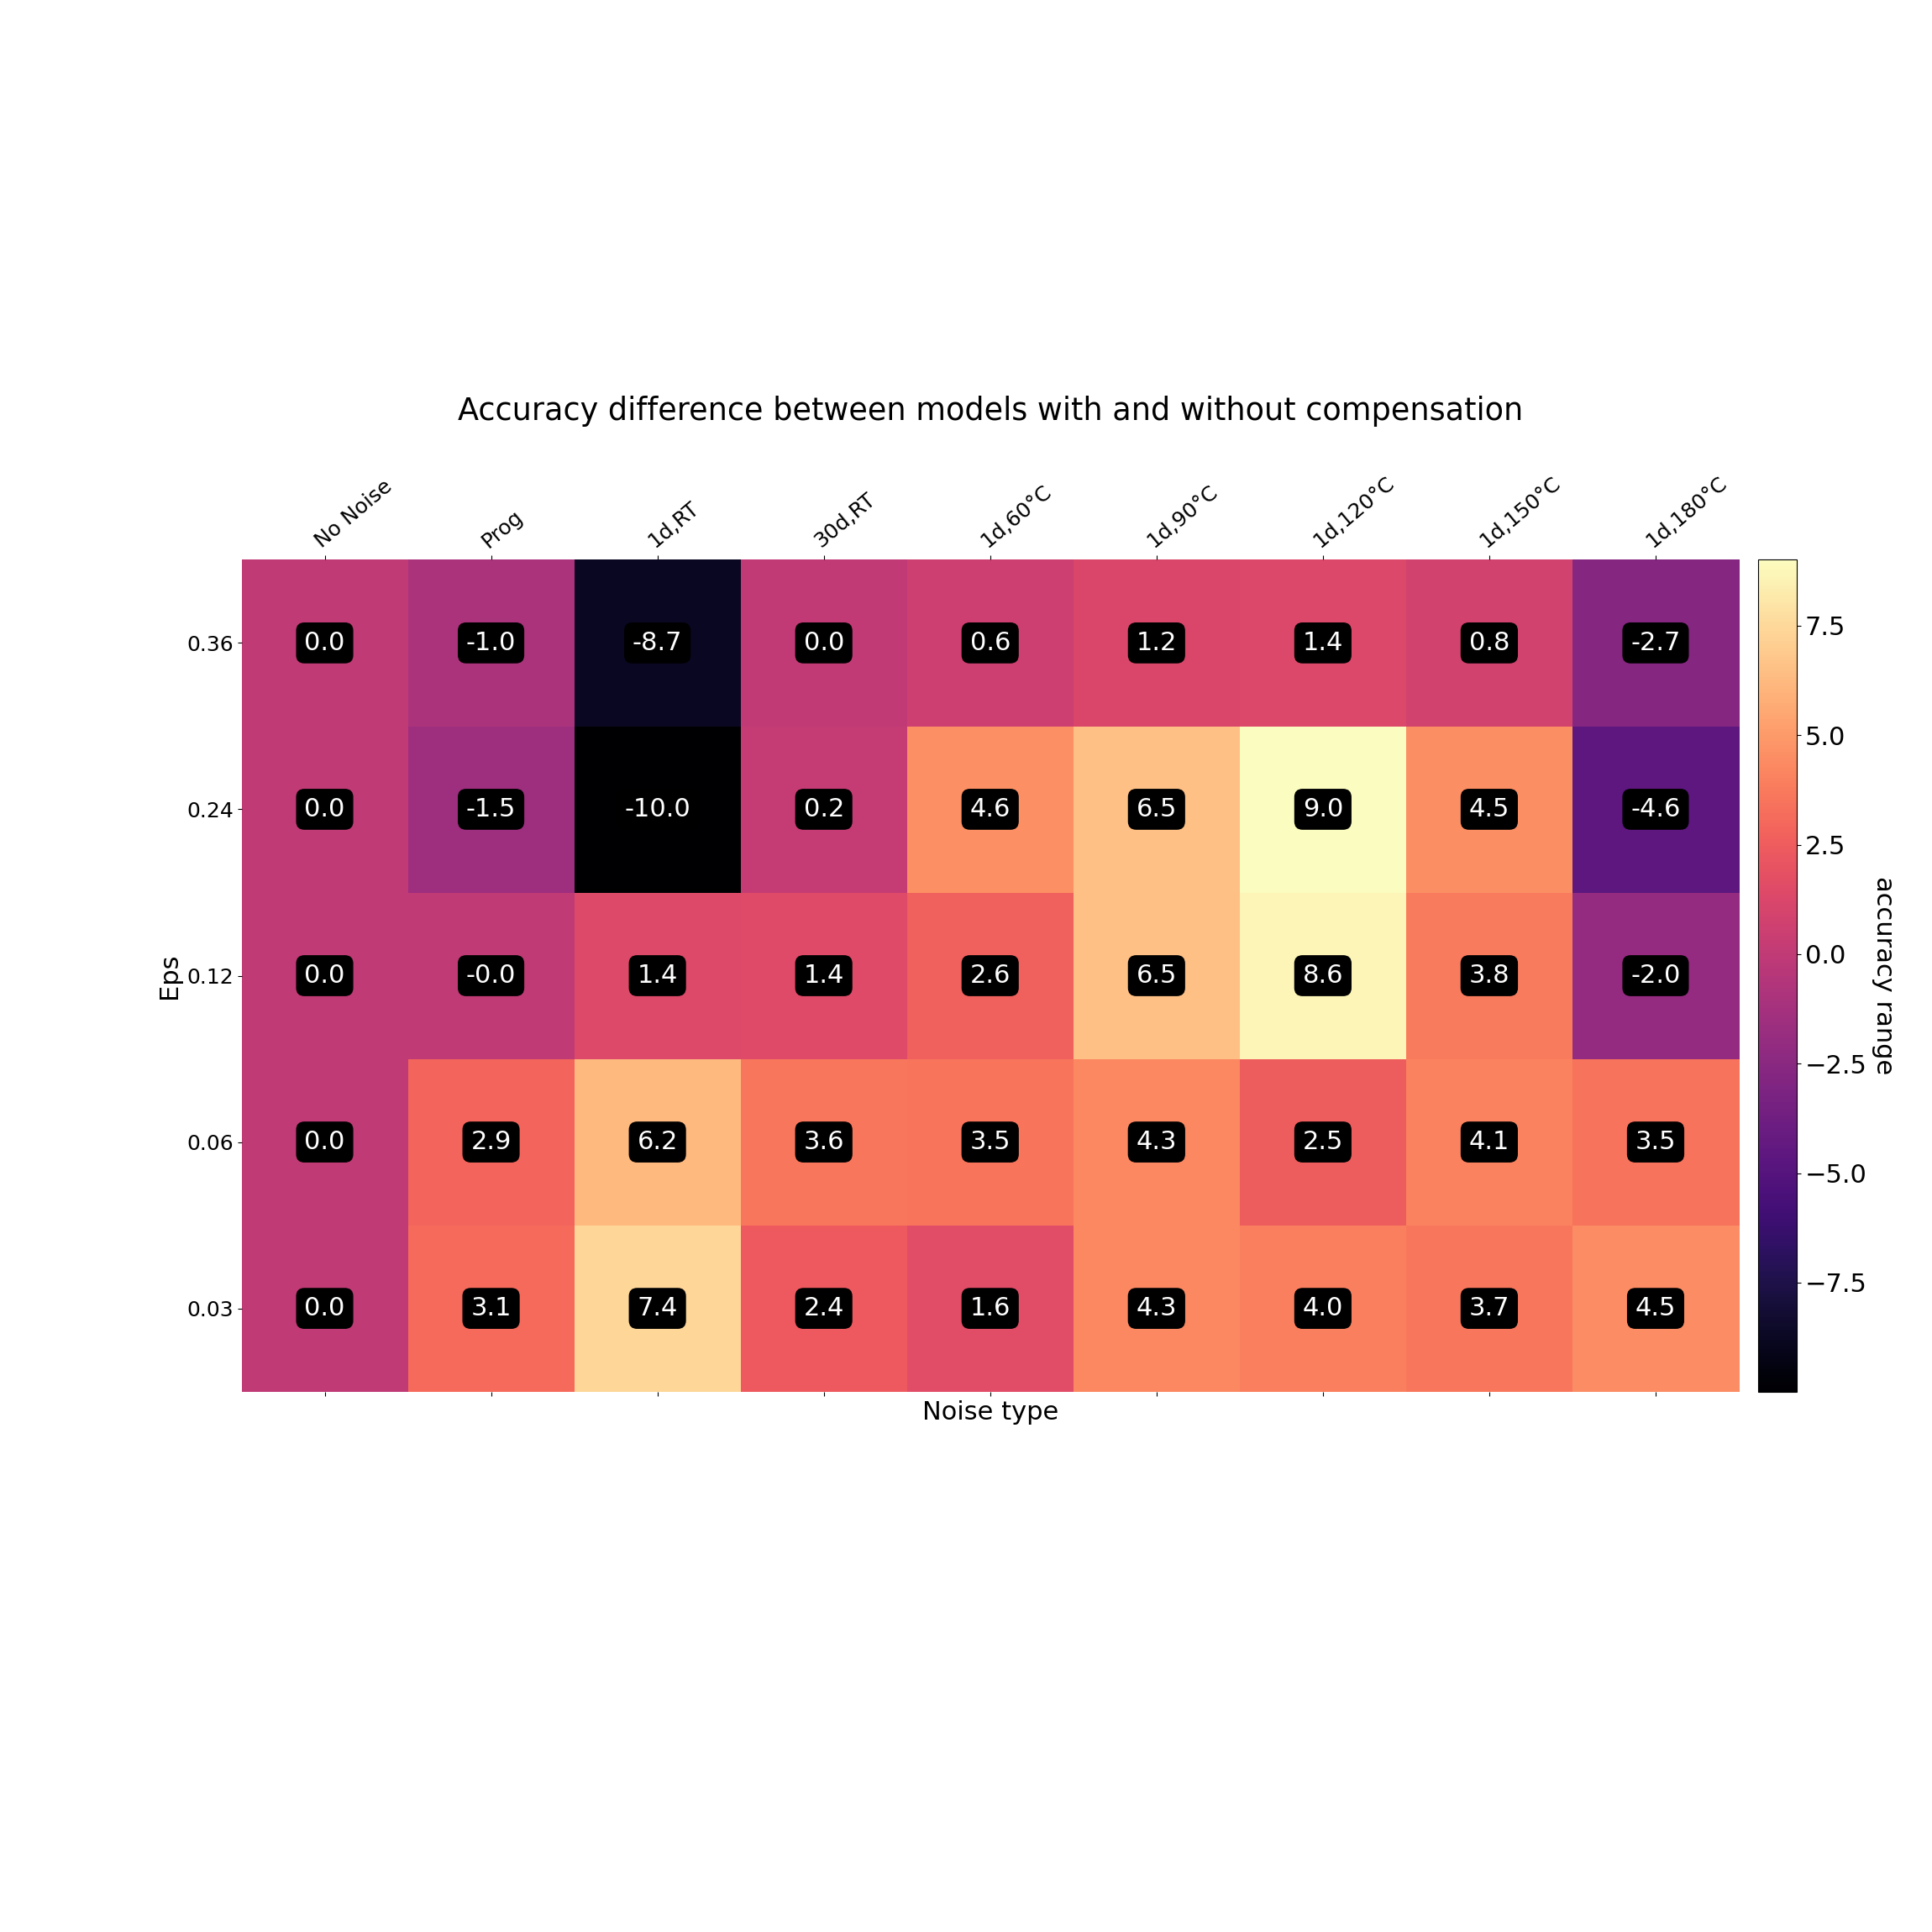 Accuracy difference between models with and without compensation
No Noise Prog 1d,RT 30d,RT 1d,60°C 1d,90°C 1d,120°C 1d,150°C 1d,180°C
0.36 0.0 -1.0 -8.7 0.0 0.6 1.2 1.4 0.8 -2.7
0.24 0.0 -1.5 -10.0 0.2 4.6 6.5 9.0 4.5 -4.6
0.12 0.0 -0.0 1.4 1.4 2.6 6.5 8.6 3.8 -2.0
0.06 0.0 2.9 6.2 3.6 3.5 4.3 2.5 4.1 3.5
0.03 0.0 3.1 7.4 2.4 1.6 4.3 4.0 3.7 4.5
Eps
Noise type
7.5
5.0
2.5
0.0
−2.5
−5.0
−7.5
accuracy range